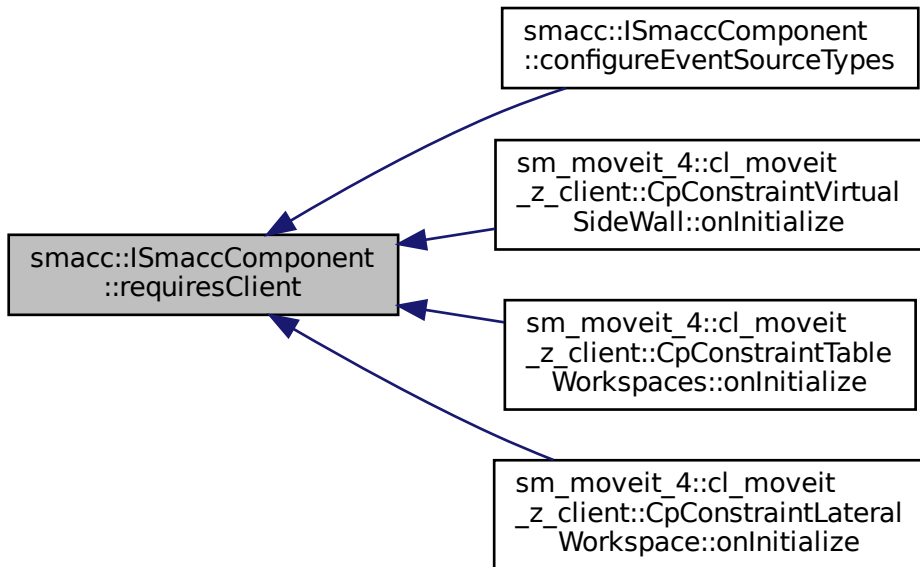 smacc::ISmaccComponent
::configureEventSourceTypes
sm_moveit_4::cl_moveit
_z_client::CpConstraintVirtual
SideWall::onInitialize
smacc::ISmaccComponent
::requiresClient
sm_moveit_4::cl_moveit
_z_client::CpConstraintTable
Workspaces::onInitialize
sm_moveit_4::cl_moveit
_z_client::CpConstraintLateral
Workspace::onInitialize